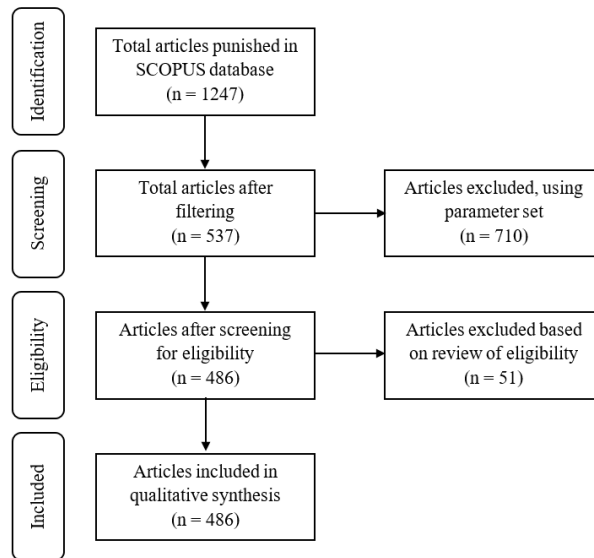 Identification
Total articles punished in
SCOPUS database
(n = 1247)
Screening
Total articles after
filtering
(n = 537)
Articles excluded, using
parameter set
(n = 710)
Eligibility
Articles after screening
for eligibility
(n = 486)
Articles excluded based
on review of eligibility
(n = 51)
Included
Articles included in
qualitative synthesis
(n = 486)